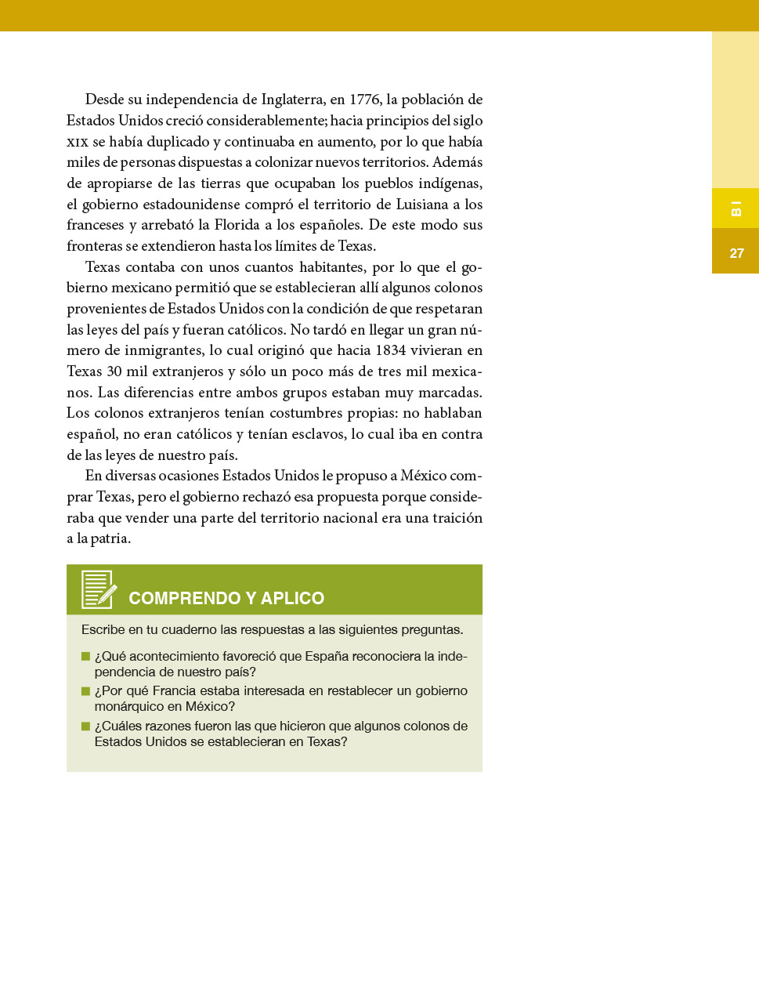 Desde su independencia de Inglaterra, en 1776, la población de
Estados Unidos creció considerablemente; hacia principios del siglo
XIX se había duplicado y continuaba en aumento, por lo que había
miles de personas dispuestas a colonizar nuevos territorios. Además
de apropiarse de las tierras que ocupaban los pueblos indígenas,
el gobierno estadounidense compró el territorio de Luisiana a los
franceses y arrebató la Florida a los españoles. De este modo sus
fronteras se extendieron hasta los límites de Texas.
Texas contaba con unos cuantos habitantes, por lo que el go-
bierno mexicano permitió que se establecieran allí algunos colonos
provenientes de Estados Unidos con la condición de que respetaran
las leyes del país y fueran católicos. No tardó en llegar un gran nú-
mero de inmigrantes, lo cual originó que hacia 1834 vivieran en
Texas 30 mil extranjeros y sólo un poco más de tres mil mexica-
nos. Las diferencias entre ambos grupos estaban muy marcadas.
Los colonos extranjeros tenían costumbres propias: no hablaban
español, no eran católicos y tenían esclavos, lo cual iba en contra
de las leyes de nuestro país.
En diversas ocasiones Estados Unidos le propuso a México com-
prar Texas, pero el gobierno rechazó esa propuesta porque conside-
raba que vender una parte del territorio nacional era una traición
a la patria.
COMPRENDO Y APLICO
Escribe en tu cuaderno las respuestas a las siguientes preguntas.
¿Qué acontecimiento favoreció que España reconociera la inde-
pendencia de nuestro país?
¿Por qué Francia estaba interesada en restablecer un gobierno
monárquico en México?
¿Cuáles razones fueron las que hicieron que algunos colonos de
Estados Unidos se establecieran en Texas?
B I
27